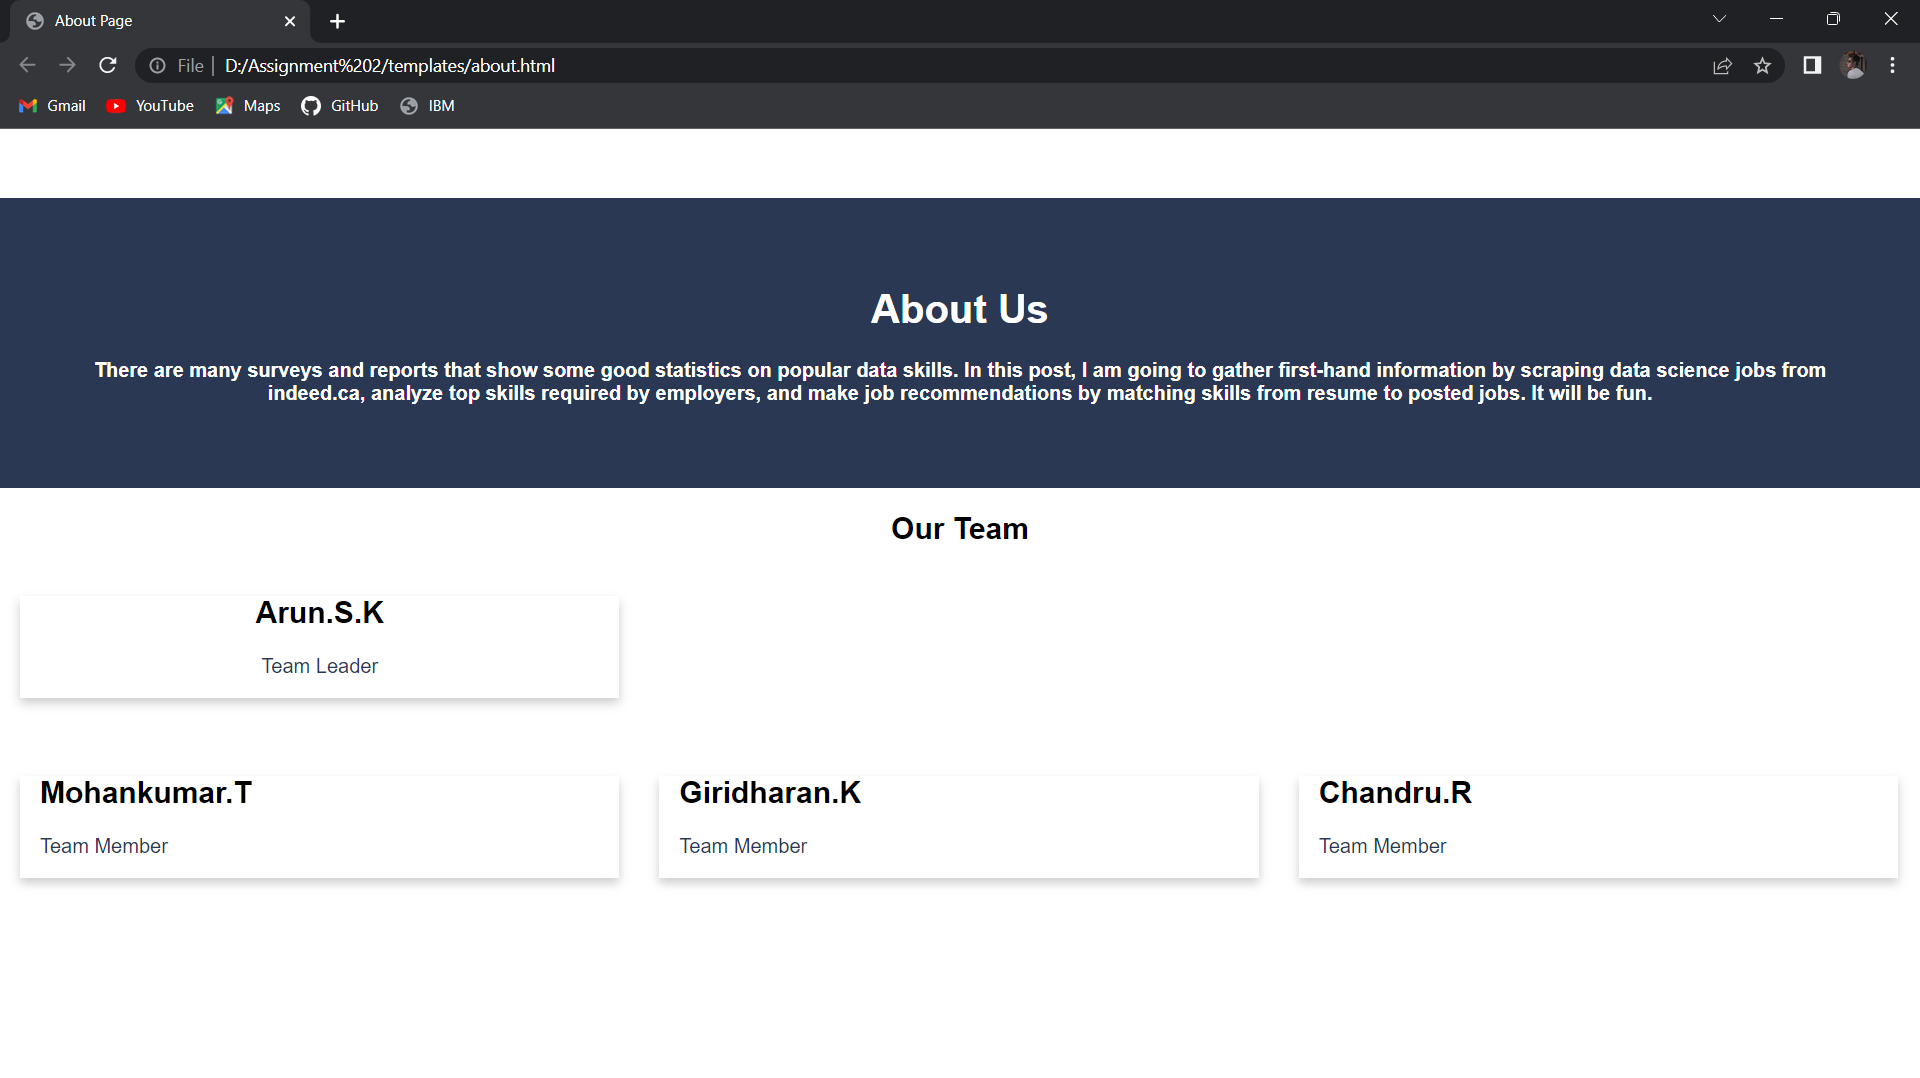 About Page
File | D:/Assignment%202/templates/about.html
Gmail YouTube Maps GitHub IBM
About Us
There are many surveys and reports that show some good statistics on popular data skills. In this post, I am going to gather first-hand information by scraping data science jobs from
indeed.ca, analyze top skills required by employers, and make job recommendations by matching skills from resume to posted jobs. It will be fun.
Our Team
Arun.S.K
Team Leader
Mohankumar.T
Team Member
Giridharan.K
Team Member
Chandru.R
Team Member